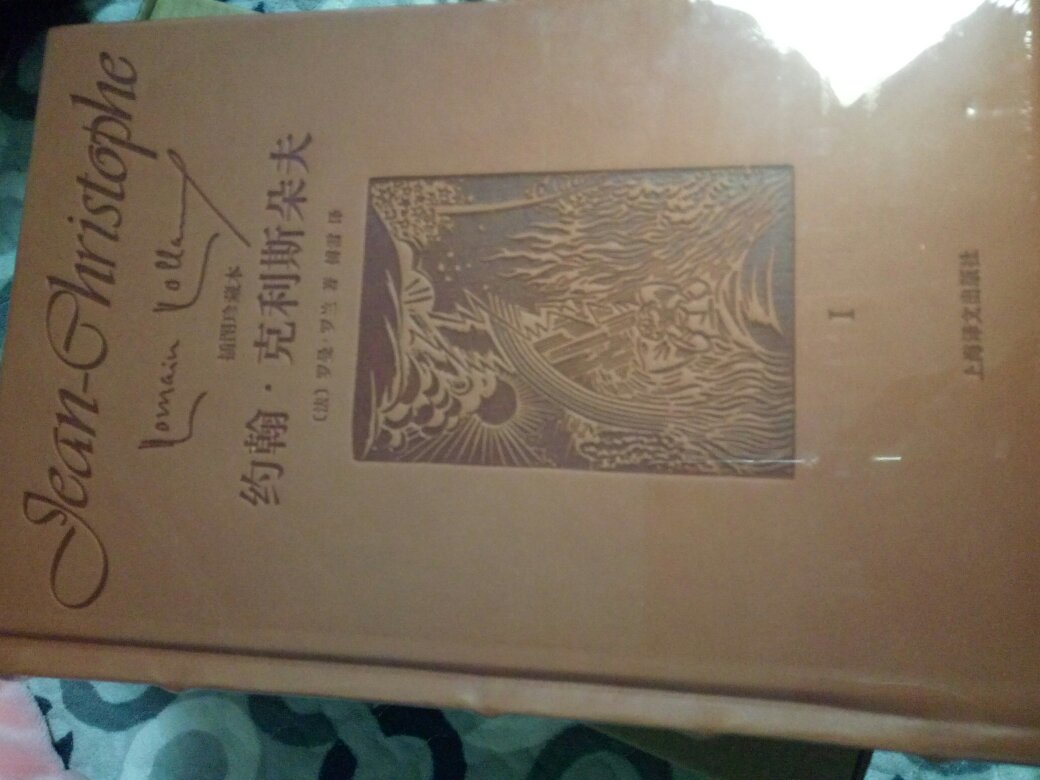 Jean-Christophe
Romain Rolland
插图珍藏本
约翰·克利斯朵夫
〔法〕罗曼·罗兰 著 傅雷 译
I
上海译文出版社